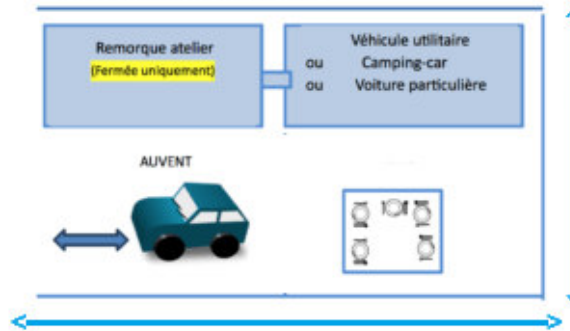 Remorque atelier
(Fermée uniquement)
Véhicule utilitaire
ou Camping-car
ou Voiture particulière
AUVENT